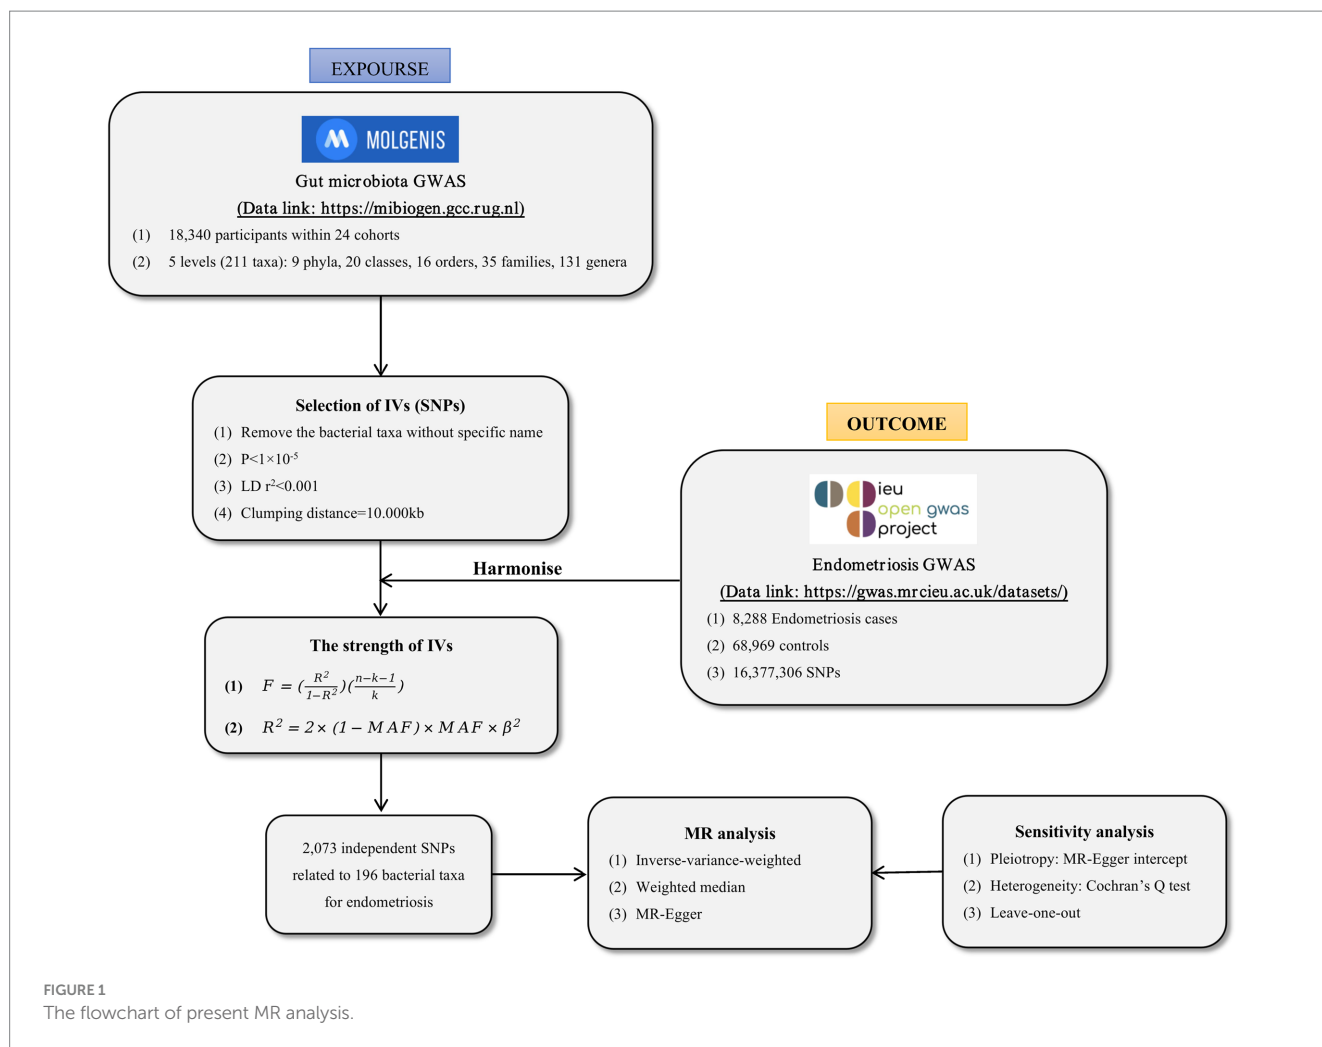 EXPOURSE
MOLGENIS
Gut microbiota GWAS
(Data link: https://mibiogen.gcc.rug.nl)
(1) 18,340 participants within 24 cohorts
(2) 5 levels (211 taxa): 9 phyla, 20 classes, 16 orders, 35 families, 131 genera
Selection of IVs (SNPs)
(1) Remove the bacterial taxa without specific name
(2) P<1×10⁻⁵
(3) LD r²<0.001
(4) Clumping distance=10.000kb
OUTCOME
ieu
open gwas
project
Endometriosis GWAS
(Data link: https://gwas.mrcieu.ac.uk/datasets/)
(1) 8,288 Endometriosis cases
(2) 68,969 controls
(3) 16,377,306 SNPs
Harmonise
The strength of IVs
(1) F = (R²/1−R²)(n−k−1/k)
(2) R² = 2 × (1 − MAF) × MAF × β²
2,073 independent SNPs
related to 196 bacterial taxa
for endometriosis
MR analysis
(1) Inverse-variance-weighted
(2) Weighted median
(3) MR-Egger
Sensitivity analysis
(1) Pleiotropy: MR-Egger intercept
(2) Heterogeneity: Cochran's Q test
(3) Leave-one-out
FIGURE 1
The flowchart of present MR analysis.